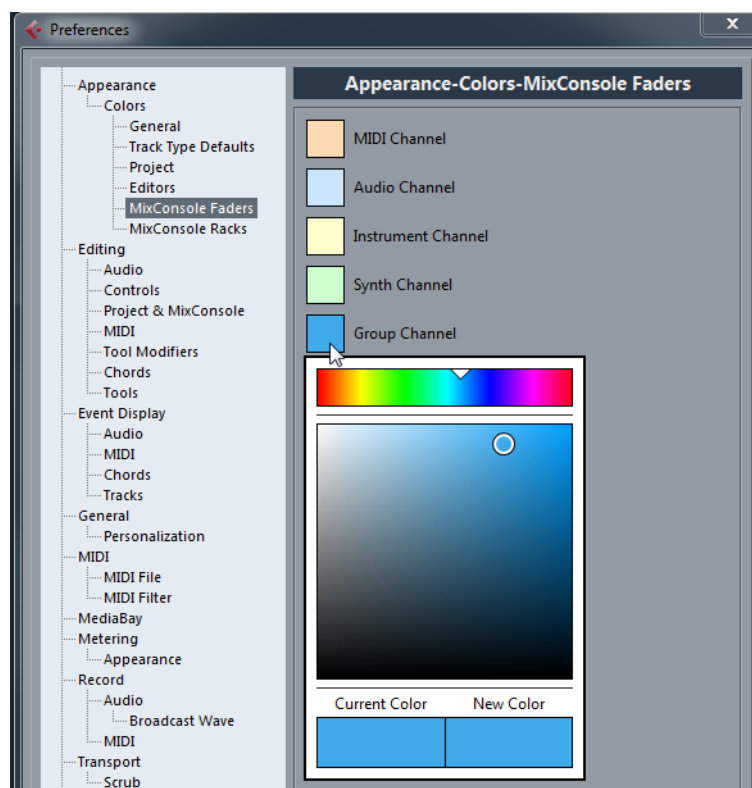 Preferences
x
Appearance
Colors
General
Track Type Defaults
Project
Editors
MixConsole Faders
MixConsole Racks
Editing
Audio
Controls
Project & MixConsole
MIDI
Tool Modifiers
Chords
Tools
Event Display
Audio
MIDI
Chords
Tracks
General
Personalization
MIDI
MIDI File
MIDI Filter
MediaBay
Metering
Appearance
Record
Audio
Broadcast Wave
MIDI
Transport
Scrub
Appearance-Colors-MixConsole Faders
MIDI Channel
Audio Channel
Instrument Channel
Synth Channel
Group Channel
Current Color
New Color